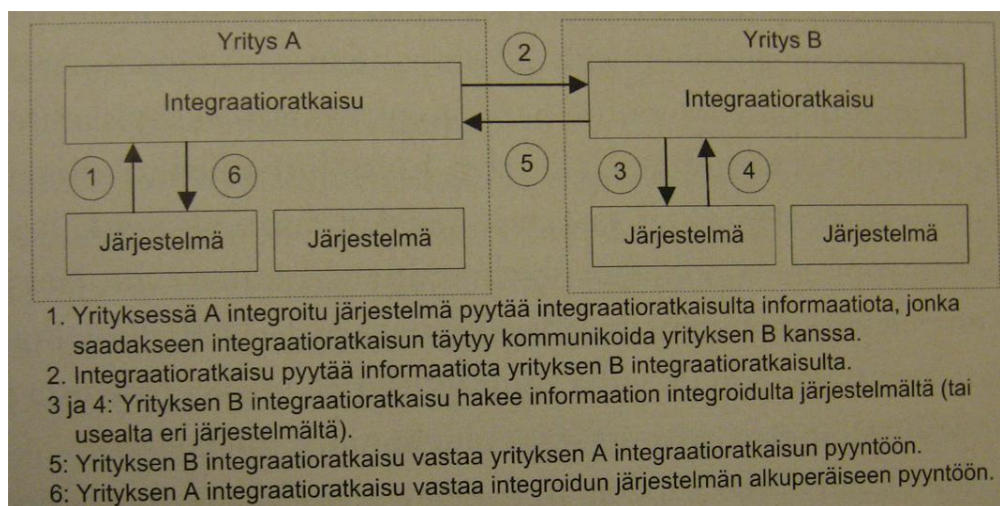 Yritys A
Yritys B
2
Integraatioratkaisu
Integraatioratkaisu
1
6
5
3
4
Järjestelmä
Järjestelmä
Järjestelmä
Järjestelmä
1. Yrityksessä A integroitu järjestelmä pyytää integraatioratkaisulta informaatiota, jonka
saadakseen integraatioratkaisun täytyy kommunikoida yrityksen B kanssa.
2. Integraatioratkaisu pyytää informaatiota yrityksen B integraatioratkaisulta.
3 ja 4: Yrityksen B integraatioratkaisu hakee informaation integroidulta järjestelmältä (tai
usealta eri järjestelmältä).
5: Yrityksen B integraatioratkaisu vastaa yrityksen A integraatioratkaisun pyyntöön.
6: Yrityksen A integraatioratkaisu vastaa integroidun järjestelmän alkuperäiseen pyyntöön.